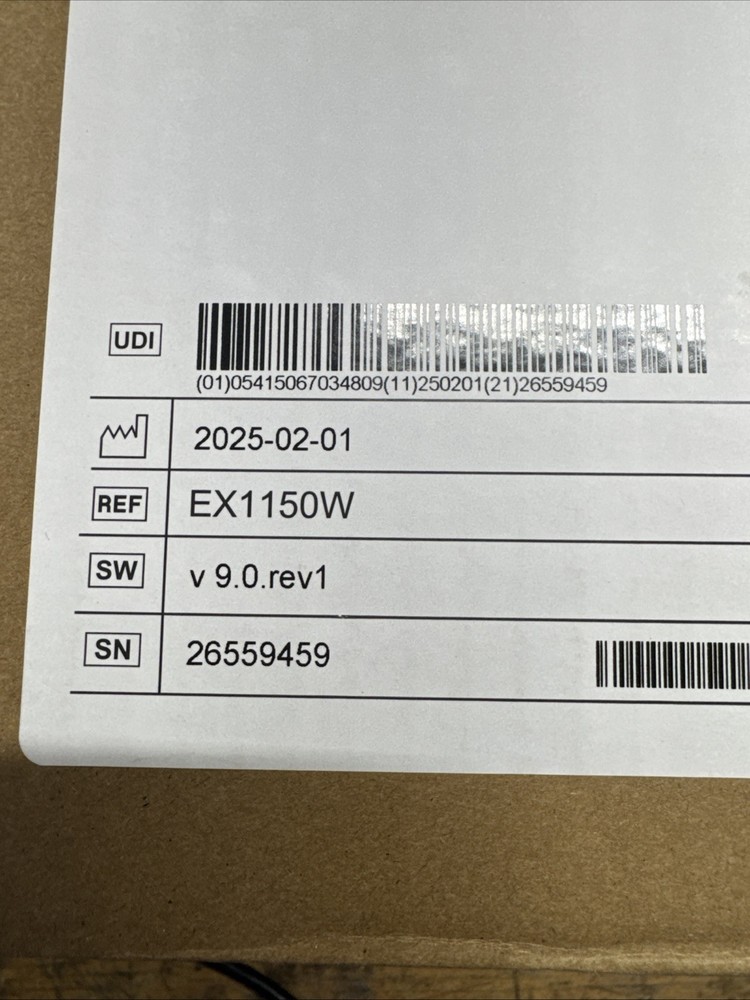 UDI
(01)05415067034809(11)250201(21)26559459
2025-02-01
REF EX1150W
SW v 9.0.rev1
SN 26559459